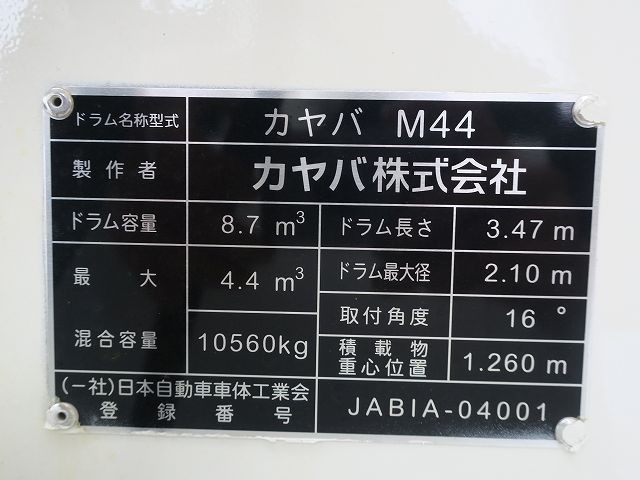 ドラム名称型式 カヤバ M44
製作者 カヤバ株式会社
ドラム容量 8.7 m³ ドラム長さ 3.47 m
最大 4.4 m³ ドラム最大径 2.10 m
混合容量 10560kg 取付角度 16 °
積載物
重心位置 1.260 m
(一社)日本自動車車体工業会
登録番号 JABIA-04001